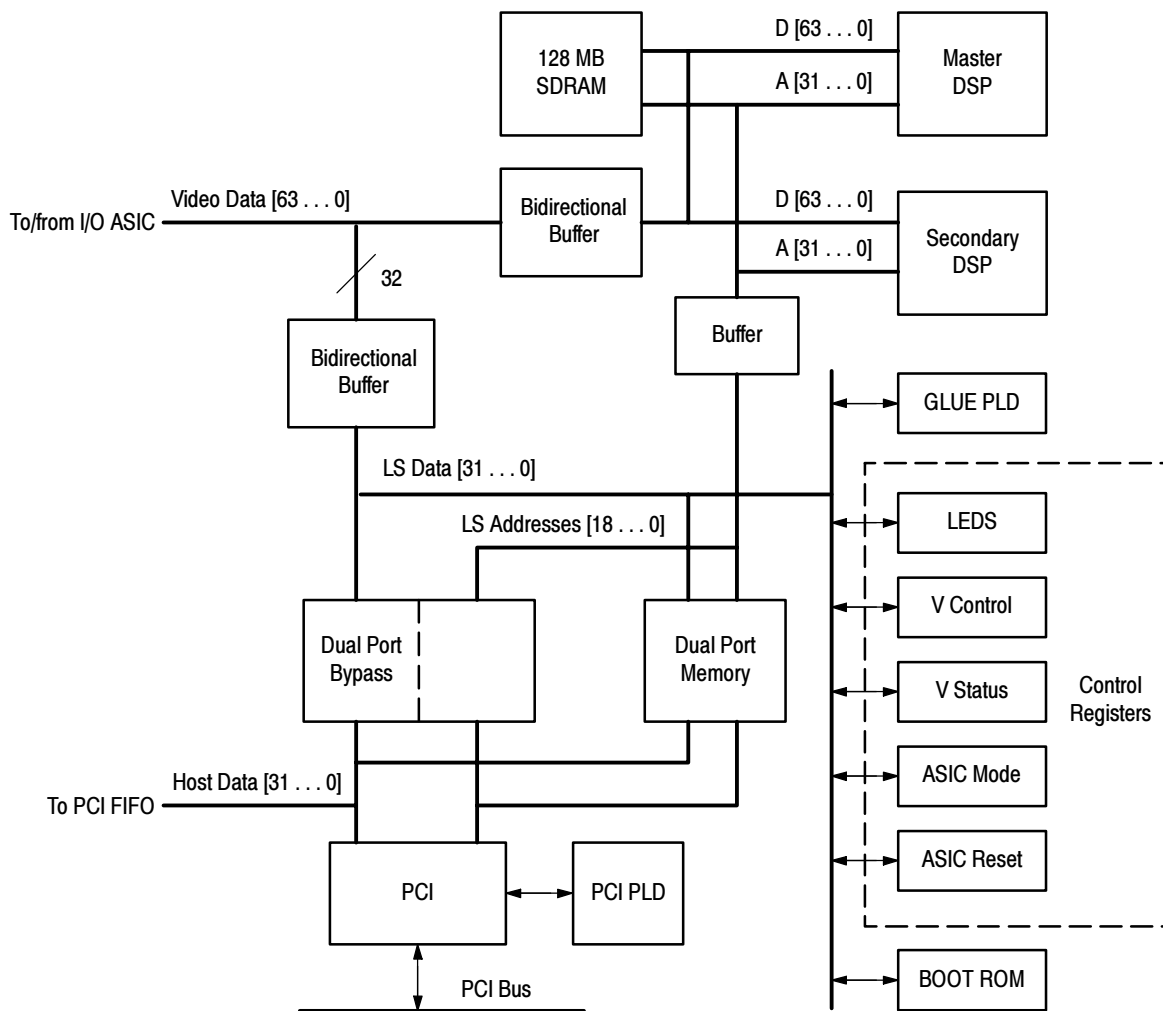 D [63 . . . 0]
128 MB
SDRAM
Master
DSP
A [31 . . . 0]
Video Data [63 . . . 0]
To/from I/O ASIC
Bidirectional
Buffer
D [63 . . . 0]
Secondary
DSP
A [31 . . . 0]
32
Buffer
Bidirectional
Buffer
GLUE PLD
LS Data [31 . . . 0]
LS Addresses [18 . . . 0]
LEDS
V Control
Dual Port
Bypass
Dual Port
Memory
V Status
Control
Registers
Host Data [31 . . . 0]
To PCI FIFO
ASIC Mode
ASIC Reset
PCI
PCI PLD
PCI Bus
BOOT ROM